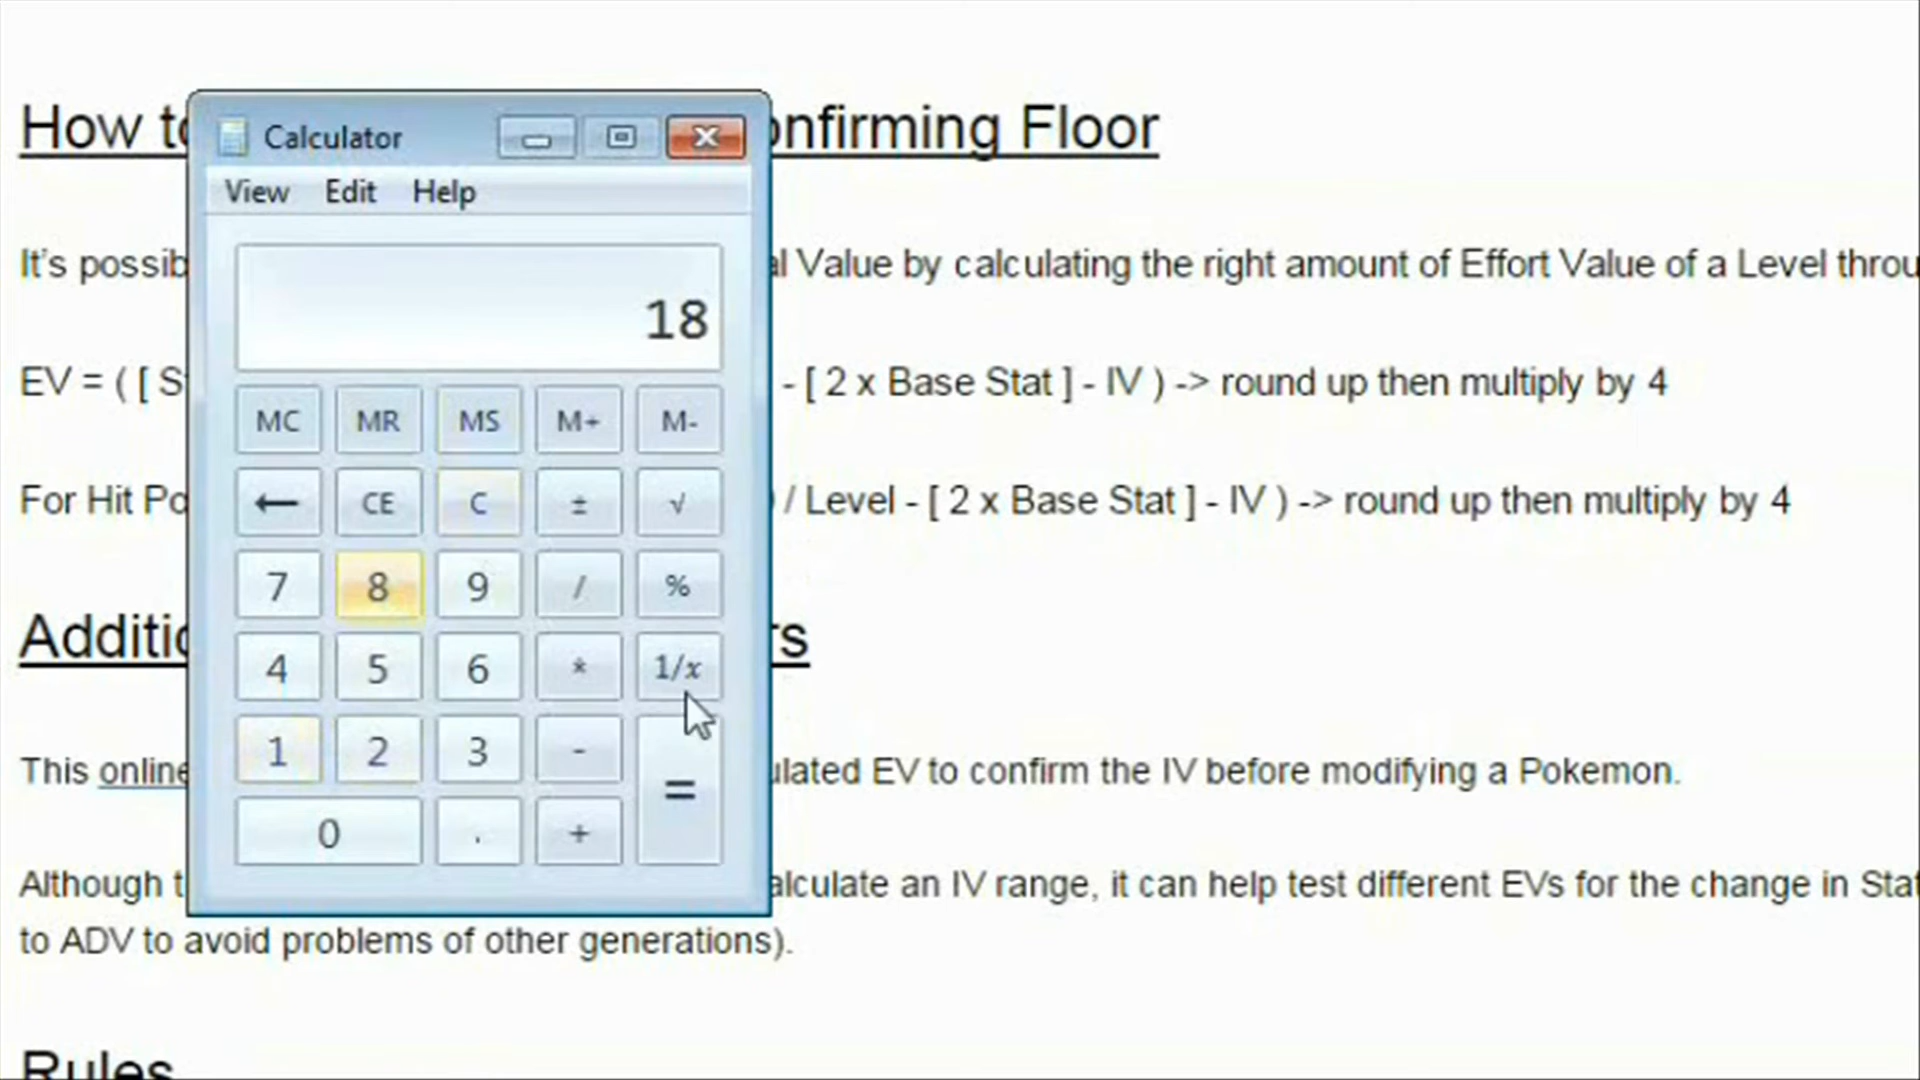 How to onfirming Floor
It's possib al Value by calculating the right amount of Effort Value of a Level throu
EV = ( [ S - [ 2 x Base Stat ] - IV ) -> round up then multiply by 4
For Hit Po ) / Level - [ 2 x Base Stat ] - IV ) -> round up then multiply by 4
Additio rs
This online ulated EV to confirm the IV before modifying a Pokemon.
Although t alculate an IV range, it can help test different EVs for the change in Stat
to ADV to avoid problems of other generations).
Rules
Calculator
View Edit Help
18
MC MR MS M+ M-
← CE C ± √
7 8 9 / %
4 5 6 * 1/x
1 2 3 - =
0 . +